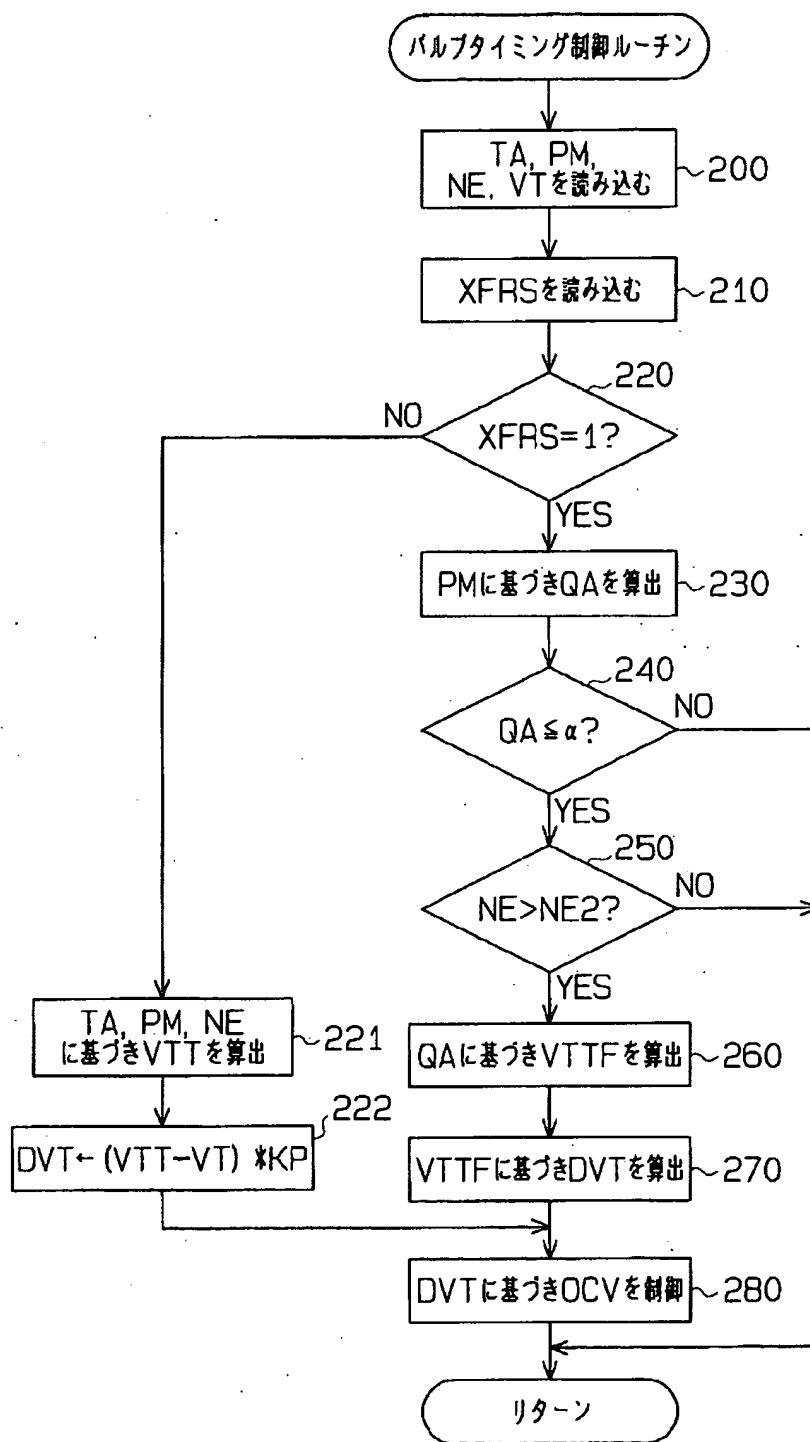 バルブタイミング制御ルーチン
TA, PM,
NE, VTを読み込む
200
XFRSを読み込む
210
220
XFRS=1?
NO
YES
PMに基づきQAを算出
230
240
QA≦α?
NO
YES
250
NE>NE2?
NO
YES
TA, PM, NE
に基づきVTTを算出
221
QAに基づきVTTFを算出
260
222
DVT←(VTT-VT) *KP
VTTFに基づきDVTを算出
270
DVTに基づきOCVを制御
280
リターン